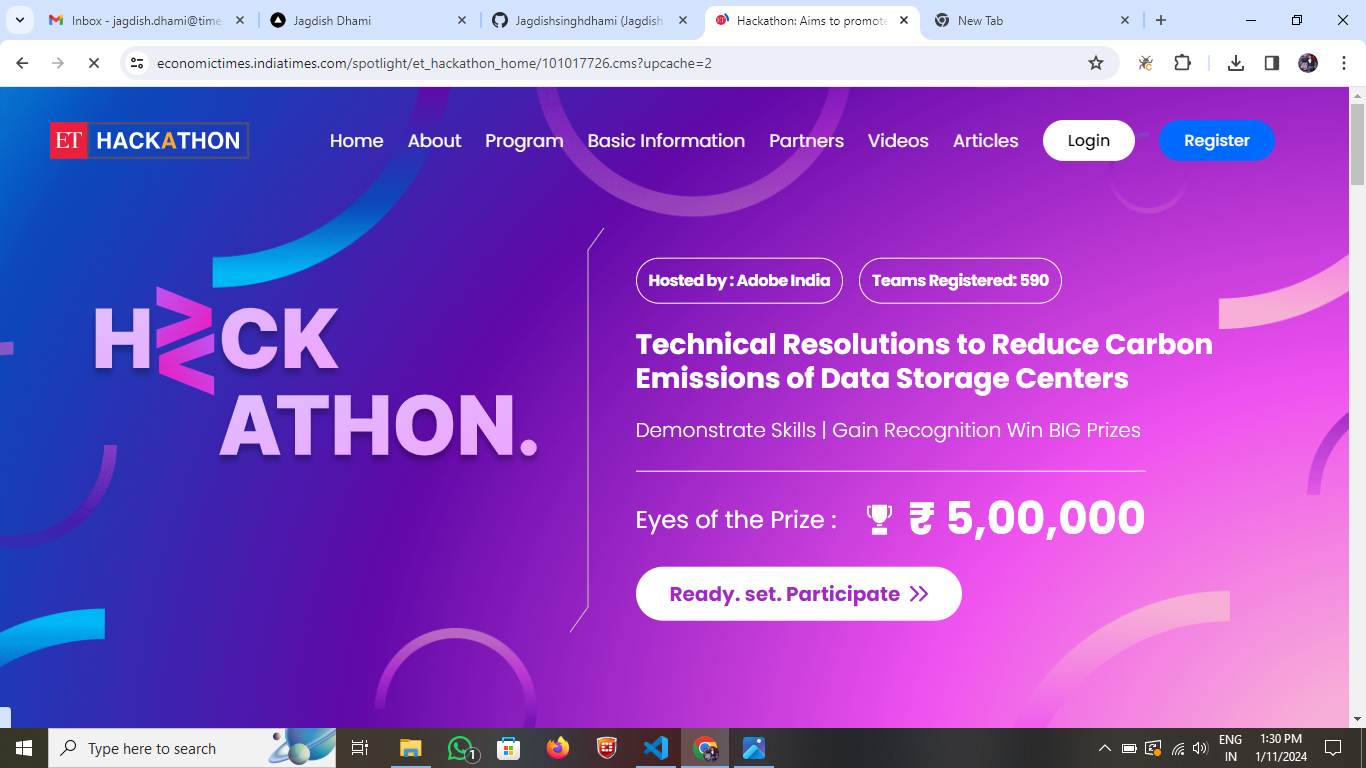 Inbox - jagdish.dhami@time
Jagdish Dhami
Jagdishsinghdhami (Jagdish
Hackathon: Aims to promote
New Tab
economictimes.indiatimes.com/spotlight/et_hackathon_home/101017726.cms?upcache=2
ET HACKATHON
Home
About
Program
Basic Information
Partners
Videos
Articles
Login
Register
HACK
ATHON.
Hosted by : Adobe India
Teams Registered: 590
Technical Resolutions to Reduce Carbon
Emissions of Data Storage Centers
Demonstrate Skills | Gain Recognition Win BIG Prizes
Eyes of the Prize :
₹ 5,00,000
Ready. set. Participate
Type here to search
1
ENG
IN
1:30 PM
1/11/2024